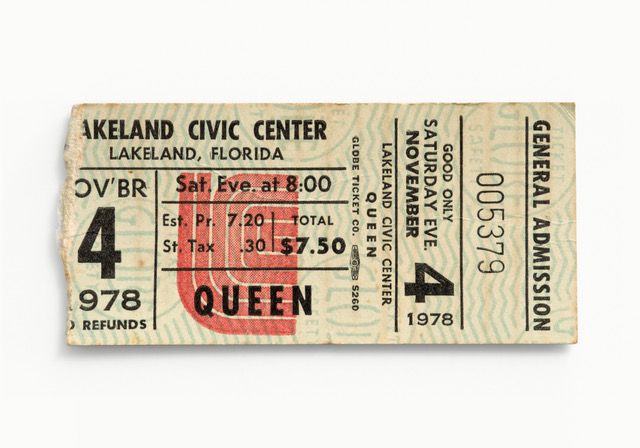 AKELAND CIVIC CENTER
LAKELAND, FLORIDA
OV'BR
4
1978
O REFUNDS
Sat. Eve. at 8:00
Est. Pr. 7.20
St. Tax .30
TOTAL
$7.50
QUEEN
GLOBE TICKET CO. S26D
QUEEN
LAKELAND CIVIC CENTER
GOOD ONLY
SATURDAY EVE.
NOVEMBER
4
1978
005379
GENERAL ADMISSION